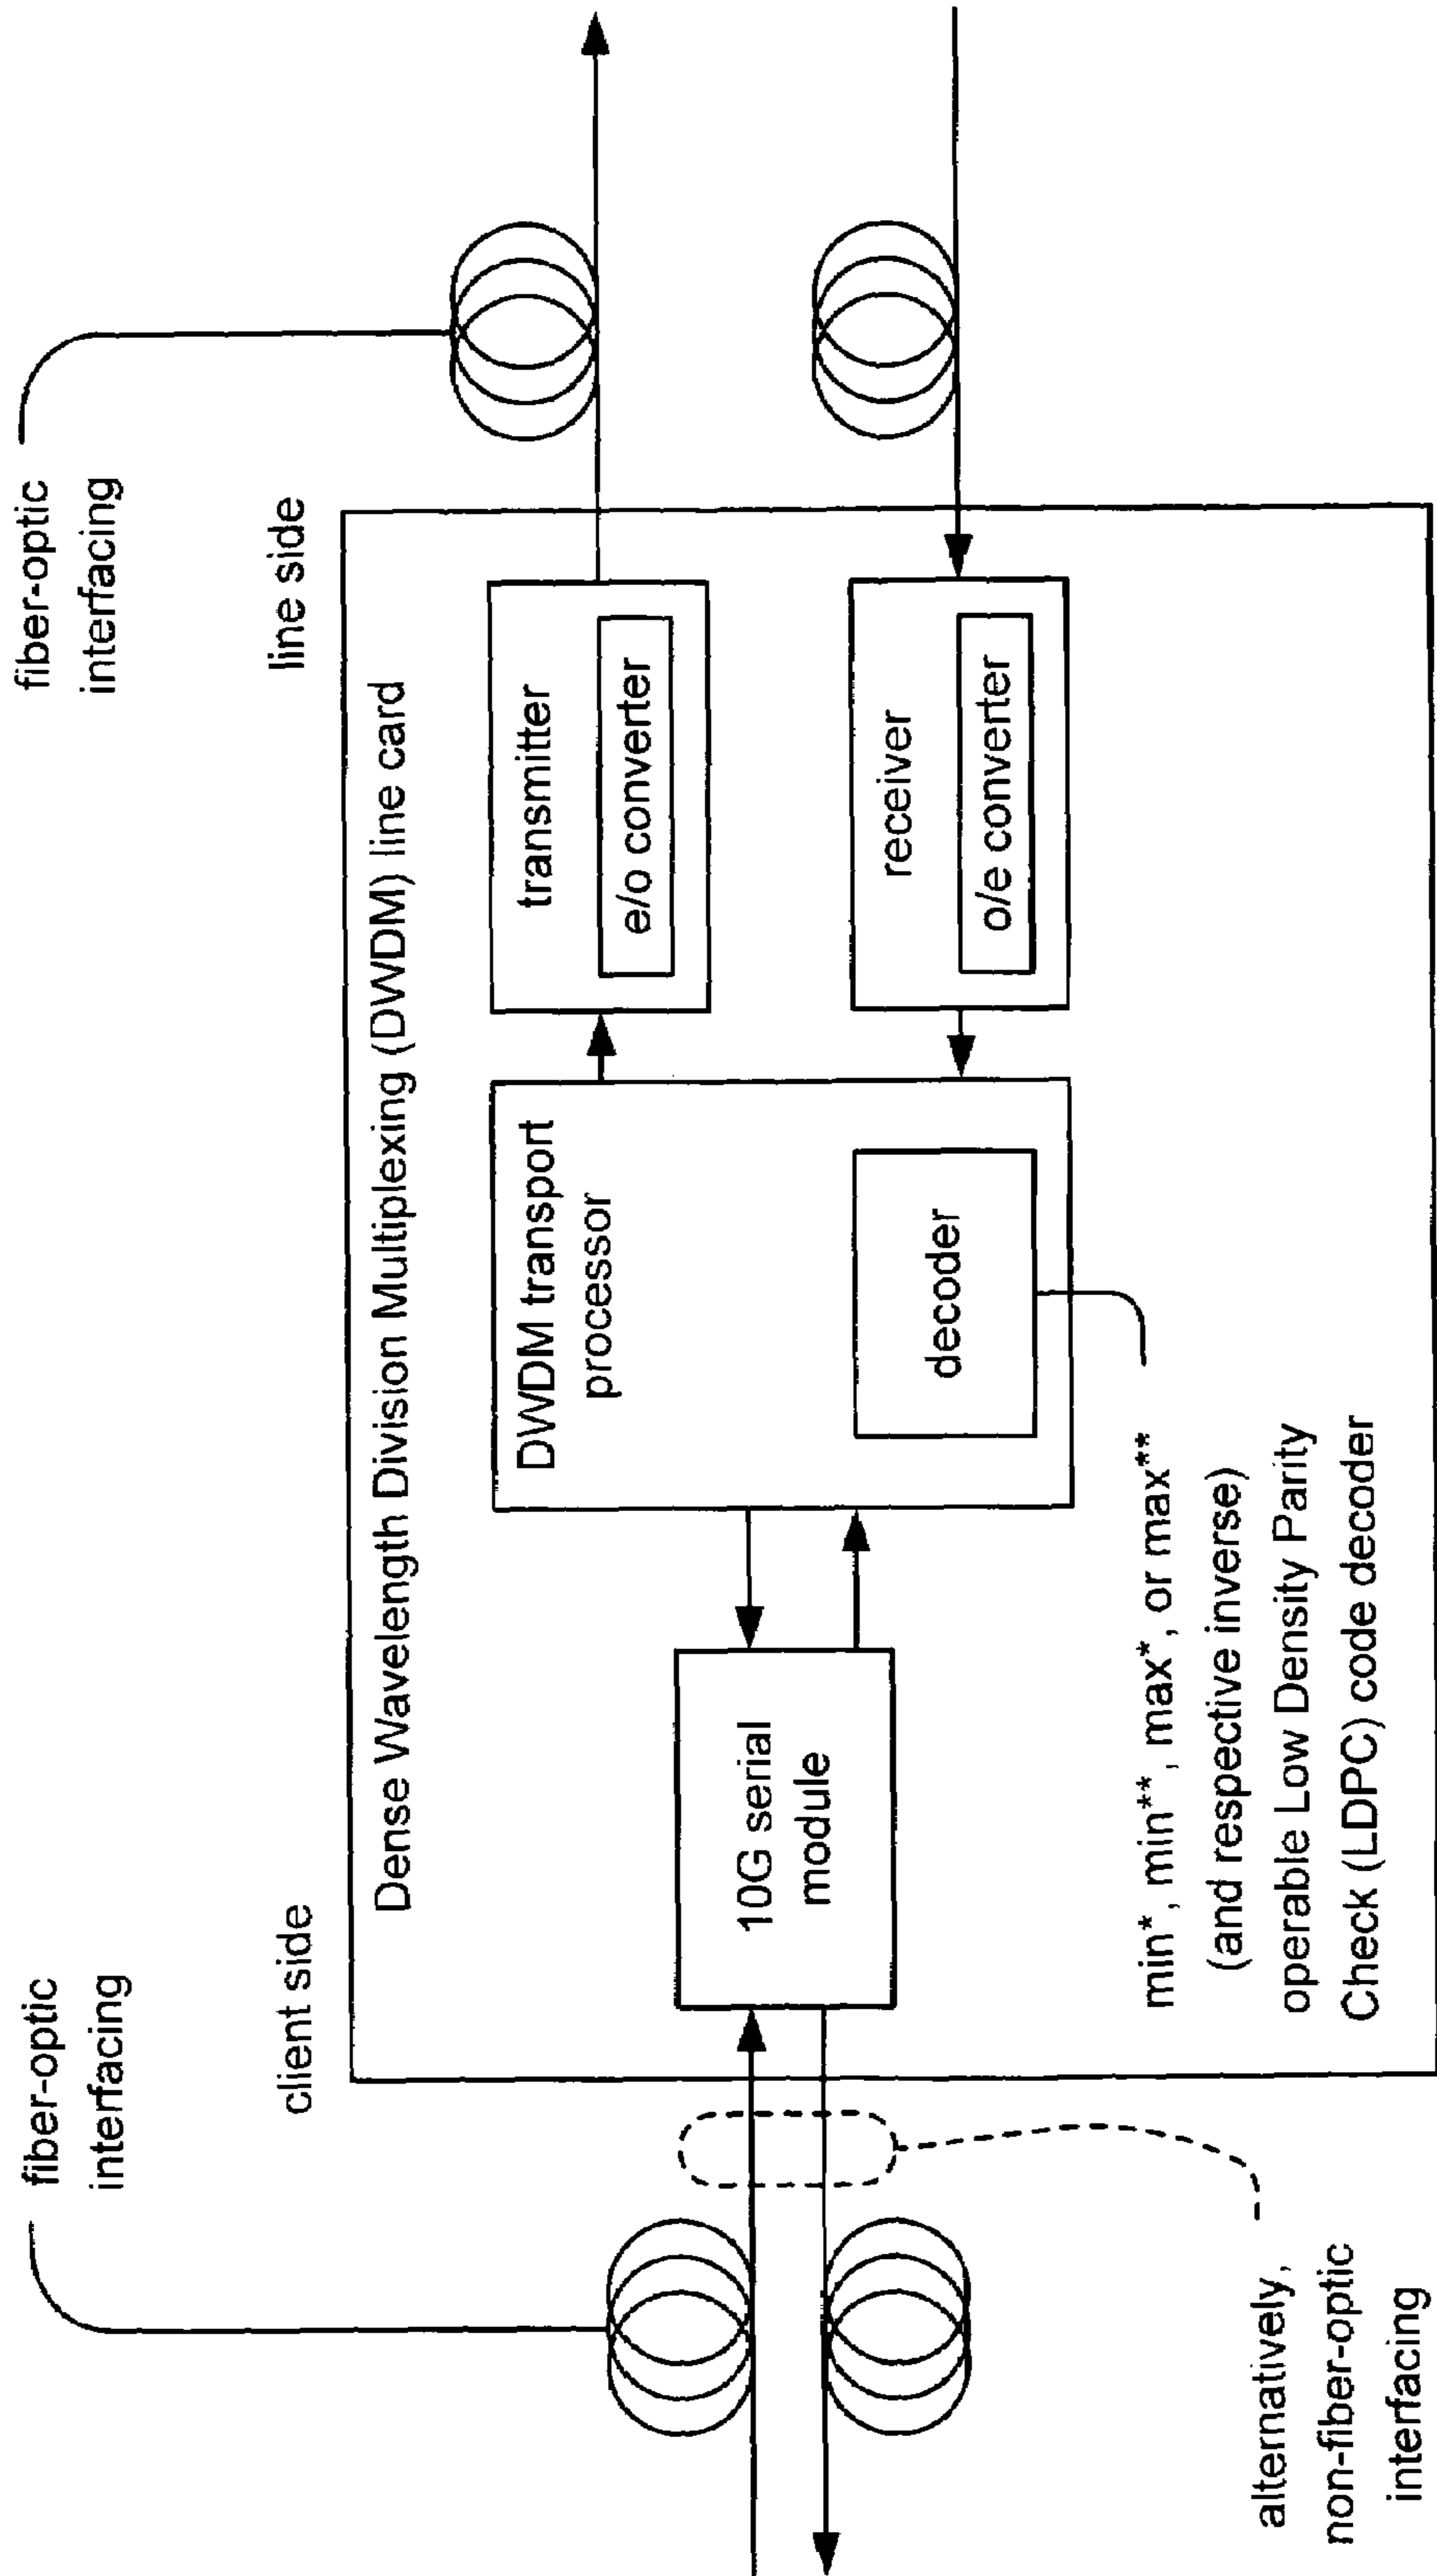 fiber-optic
interfacing
fiber-optic
interfacing
client side
line side
Dense Wavelength Division Multiplexing (DWDM) line card
10G serial
module
DWDM transport
processor
decoder
transmitter
e/o converter
receiver
o/e converter
min*, min**, max*, or max**
(and respective inverse)
operable Low Density Parity
Check (LDPC) code decoder
alternatively,
non-fiber-optic
interfacing